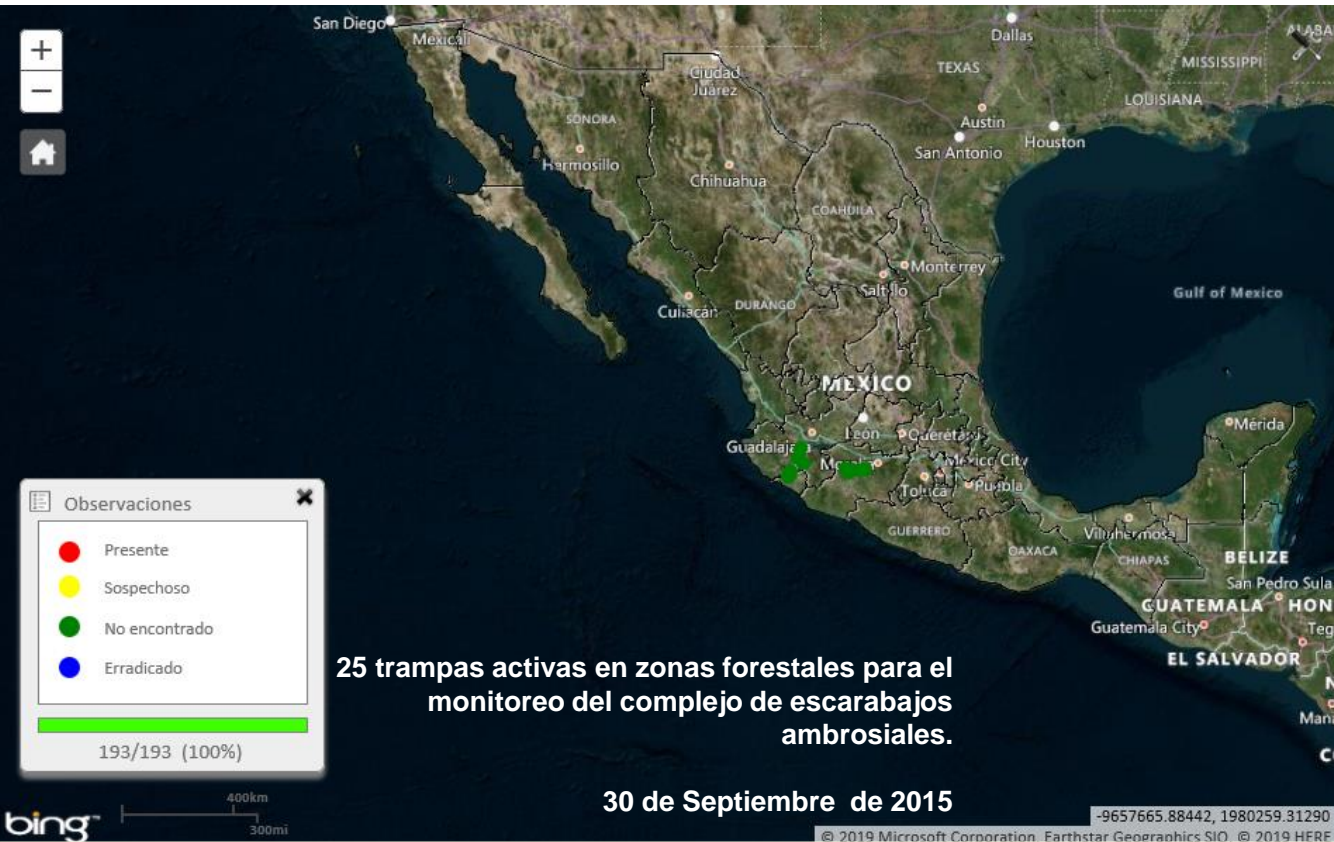 San Diego
Mexicali
Dallas
ALABA
Ciudad
Juárez
TEXAS
MISSISSIPPI
LOUISIANA
SONORA
Austin
Houston
San Antonio
Hermosillo
Chihuahua
COAHUILA
Monterrey
Saltillo
Gulf of Mexico
Culiacán
DURANGO
MEXICO
Mérida
León
Querétaro
Guadalajara
Morelia
Mexico City
Toluca
Puebla
GUERRERO
Villahermosa
OAXACA
CHIAPAS
BELIZE
San Pedro Sula
GUATEMALA
HON
Guatemala City
Teg
EL SALVADOR
N
Mana
C
+
−
Observaciones
Presente
Sospechoso
No encontrado
Erradicado
193/193 (100%)
25 trampas activas en zonas forestales para el
monitoreo del complejo de escarabajos
ambrosiales.
30 de Septiembre de 2015
400km
300mi
bing™
-9657665.88442, 1980259.31290
© 2019 Microsoft Corporation, Earthstar Geographics SIO, © 2019 HERE